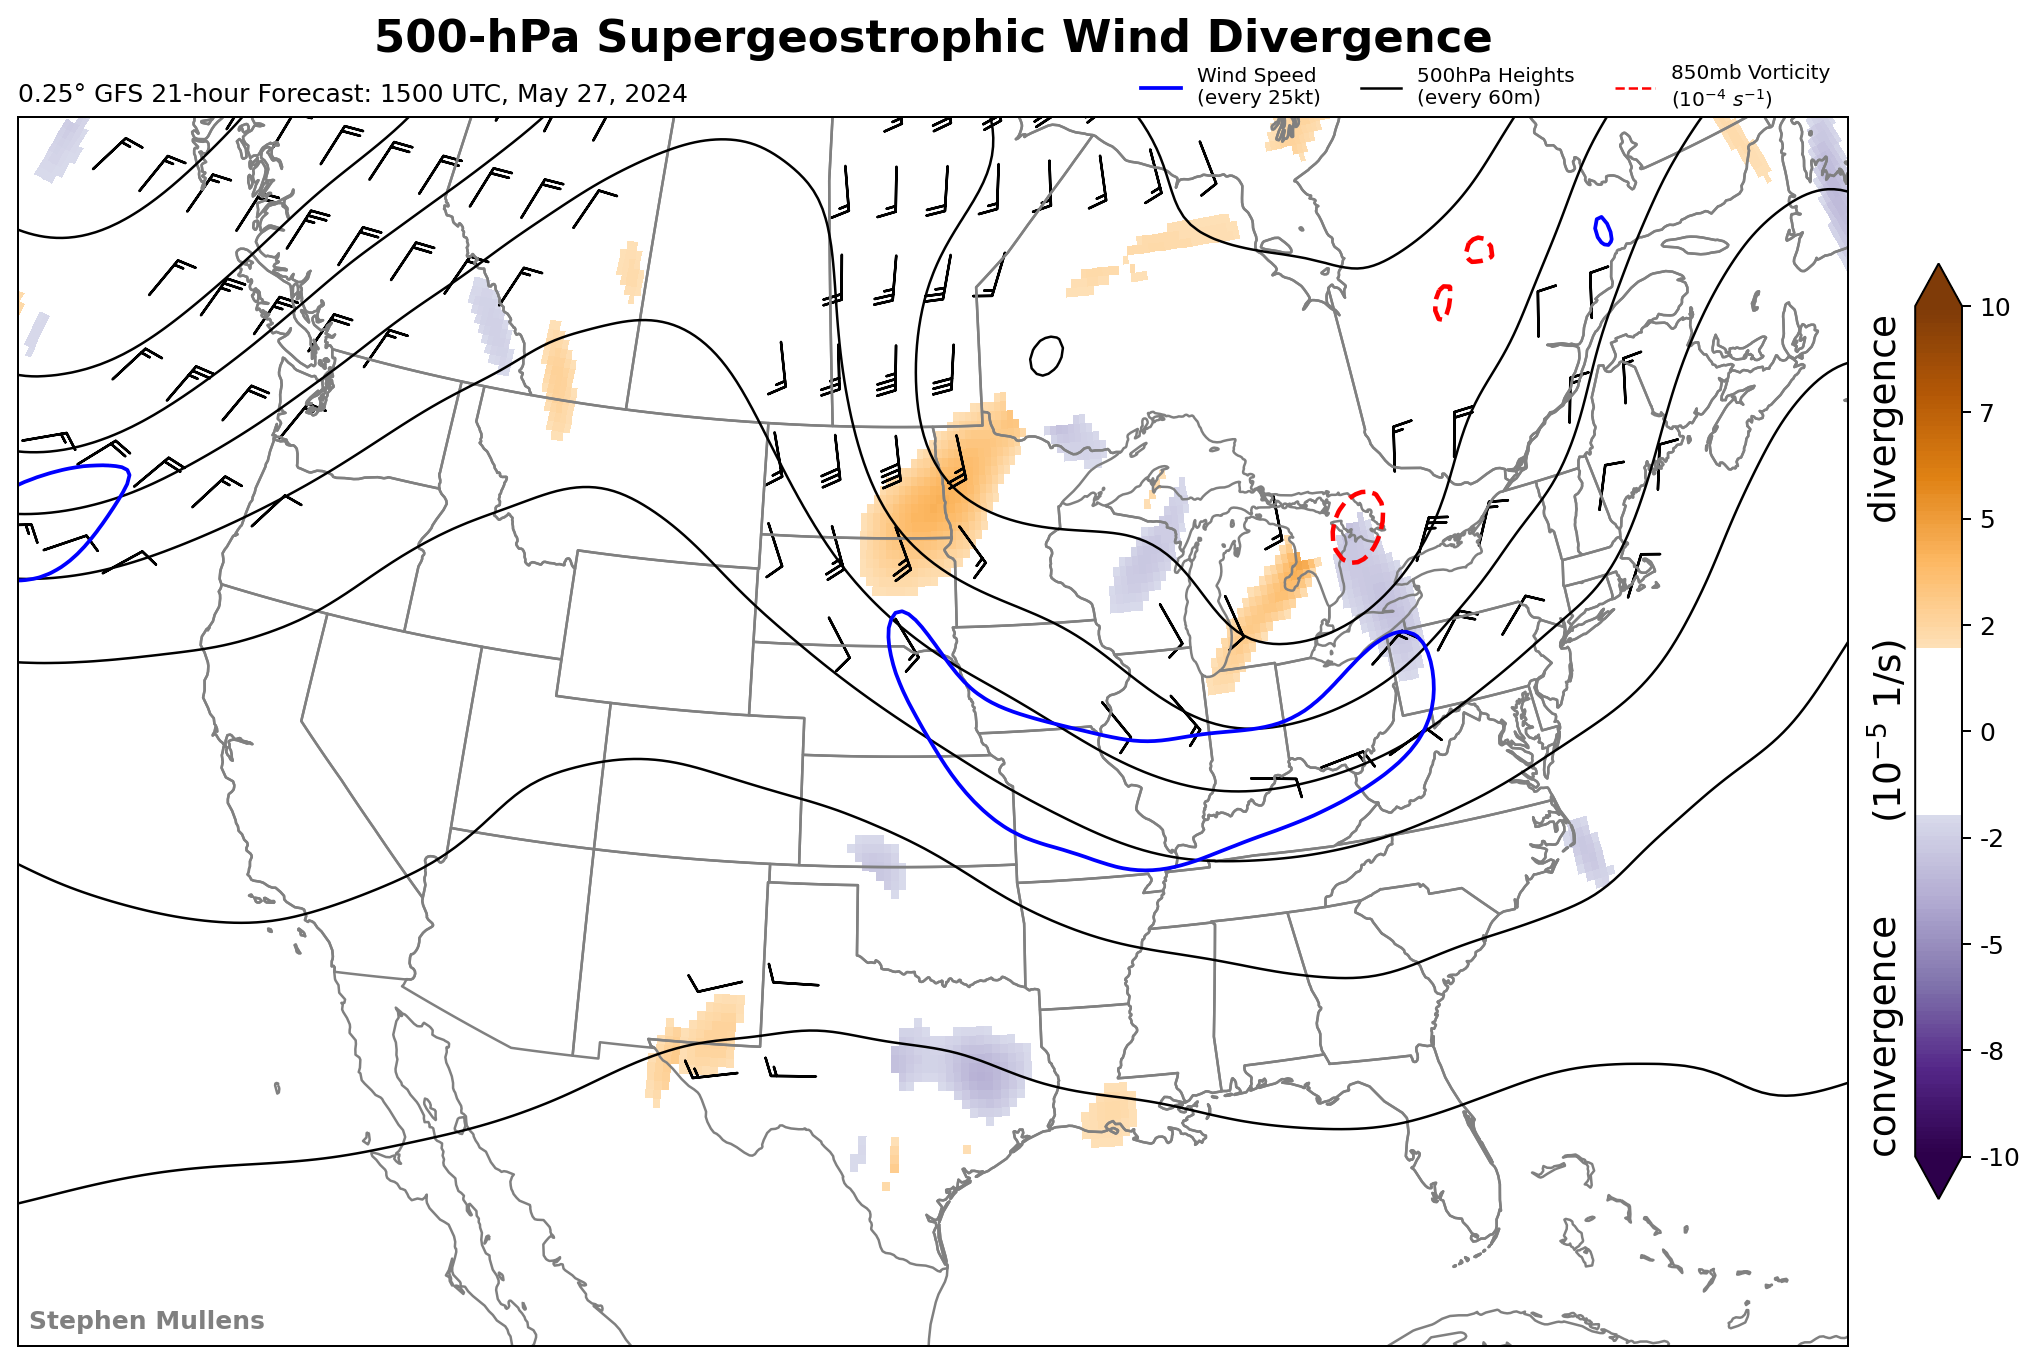 500-hPa Supergeostrophic Wind Divergence
0.25° GFS 21-hour Forecast: 1500 UTC, May 27, 2024
Wind Speed
(every 25kt)
500hPa Heights
(every 60m)
850mb Vorticity
(10⁻⁴ s⁻¹)
10
7
5
2
0
-2
-5
-8
-10
convergence (10⁻⁵ 1/s) divergence
Stephen Mullens